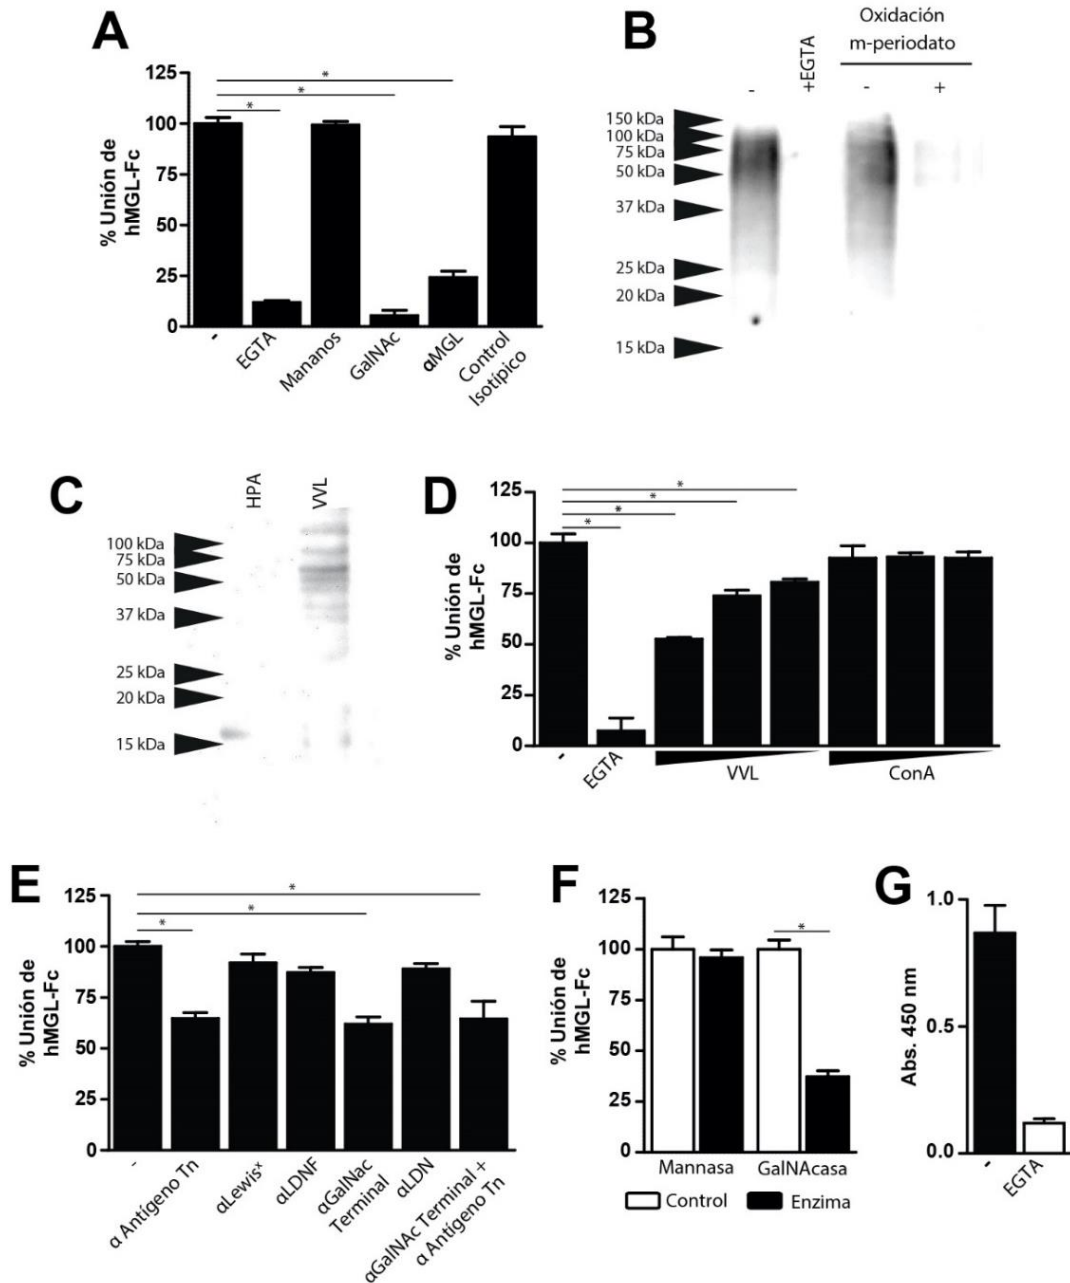 A
% Unión de
hMGL-Fc
125
100
75
50
25
0
*
*
*
-
EGTA
Mananos
GalNAc
αMGL
Control
Isotípico
B
Oxidación
m-periodato
-
+EGTA
-
+
150 kDa
100 kDa
75 kDa
50 kDa
37 kDa
25 kDa
20 kDa
15 kDa
C
HPA
VVL
100 kDa
75 kDa
50 kDa
37 kDa
25 kDa
20 kDa
15 kDa
D
% Unión de
hMGL-Fc
125
100
75
50
25
0
*
*
*
*
-
EGTA
VVL
ConA
E
% Unión de
hMGL-Fc
125
100
75
50
25
0
*
*
*
-
α Antígeno Tn
αLewisˣ
αLDNF
αGalNac
Terminal
αLDN
αGalNAc Terminal +
α Antígeno Tn
F
% Unión de
hMGL-Fc
125
100
75
50
25
0
*
Mannasa
GalNAcasa
Control
Enzima
G
Abs. 450 nm
1.0
0.5
0.0
-
EGTA